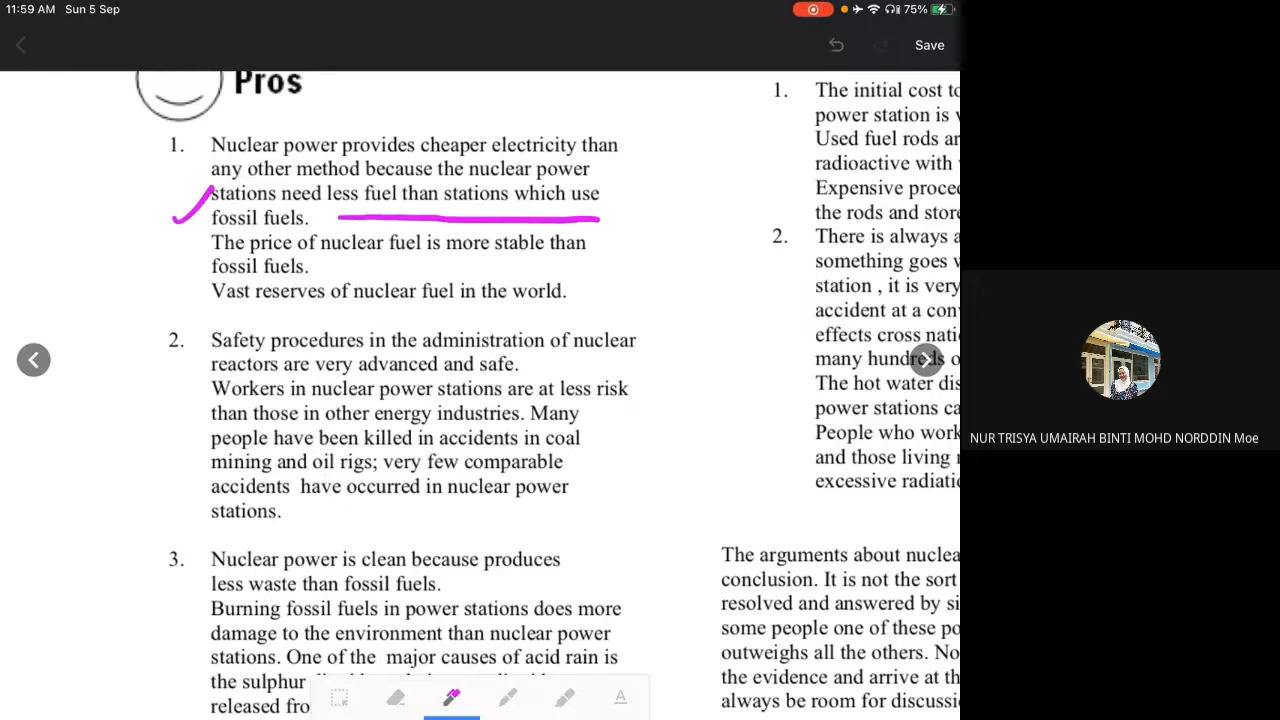 11:59 AM Sun 5 Sep
75%
Save
Pros
1. Nuclear power provides cheaper electricity than
any other method because the nuclear power
stations need less fuel than stations which use
fossil fuels.
The price of nuclear fuel is more stable than
fossil fuels.
Vast reserves of nuclear fuel in the world.
2. Safety procedures in the administration of nuclear
reactors are very advanced and safe.
Workers in nuclear power stations are at less risk
than those in other energy industries. Many
people have been killed in accidents in coal
mining and oil rigs; very few comparable
accidents have occurred in nuclear power
stations.
3. Nuclear power is clean because produces
less waste than fossil fuels.
Burning fossil fuels in power stations does more
damage to the environment than nuclear power
stations. One of the major causes of acid rain is
the sulphur
released fro
1. The initial cost to
power station is
Used fuel rods ar
radioactive with
Expensive proce
the rods and store
2. There is always a
something goes
station , it is very
accident at a con
effects cross nati
many hundreds o
The hot water dis
power stations ca
People who work
and those living
excessive radiati
The arguments about nuclea
conclusion. It is not the sort
resolved and answered by si
some people one of these po
outweighs all the others. No
the evidence and arrive at th
always be room for discussi
A
NUR TRISYA UMAIRAH BINTI MOHD NORDDIN Moe